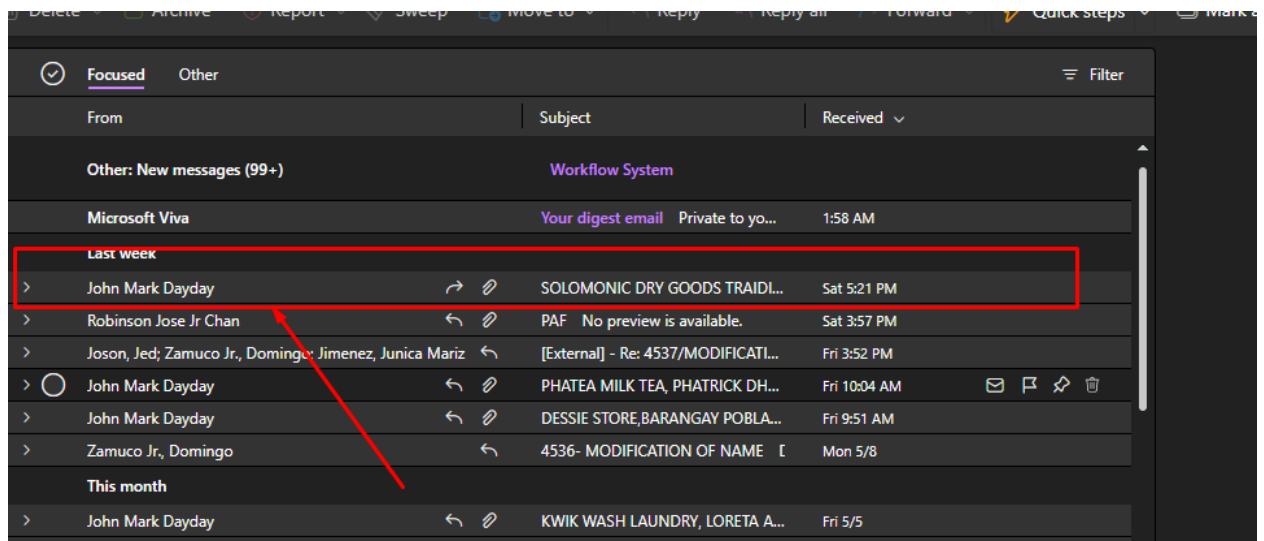 Delete Archive Report Sweep Move to Reply Reply all Forward Quick steps Mark a
Focused Other Filter
From Subject Received
Other: New messages (99+) Workflow System
Microsoft Viva Your digest email Private to yo... 1:58 AM
Last week
John Mark Dayday SOLOMONIC DRY GOODS TRAIDI... Sat 5:21 PM
Robinson Jose Jr Chan PAF No preview is available. Sat 3:57 PM
Joson, Jed; Zamuco Jr., Domingo; Jimenez, Junica Mariz [External] - Re: 4537/MODIFICATI... Fri 3:52 PM
John Mark Dayday PHATEA MILK TEA, PHATRICK DH... Fri 10:04 AM
John Mark Dayday DESSIE STORE,BARANGAY POBLA... Fri 9:51 AM
Zamuco Jr., Domingo 4536- MODIFICATION OF NAME Mon 5/8
This month
John Mark Dayday KWIK WASH LAUNDRY, LORETA A... Fri 5/5